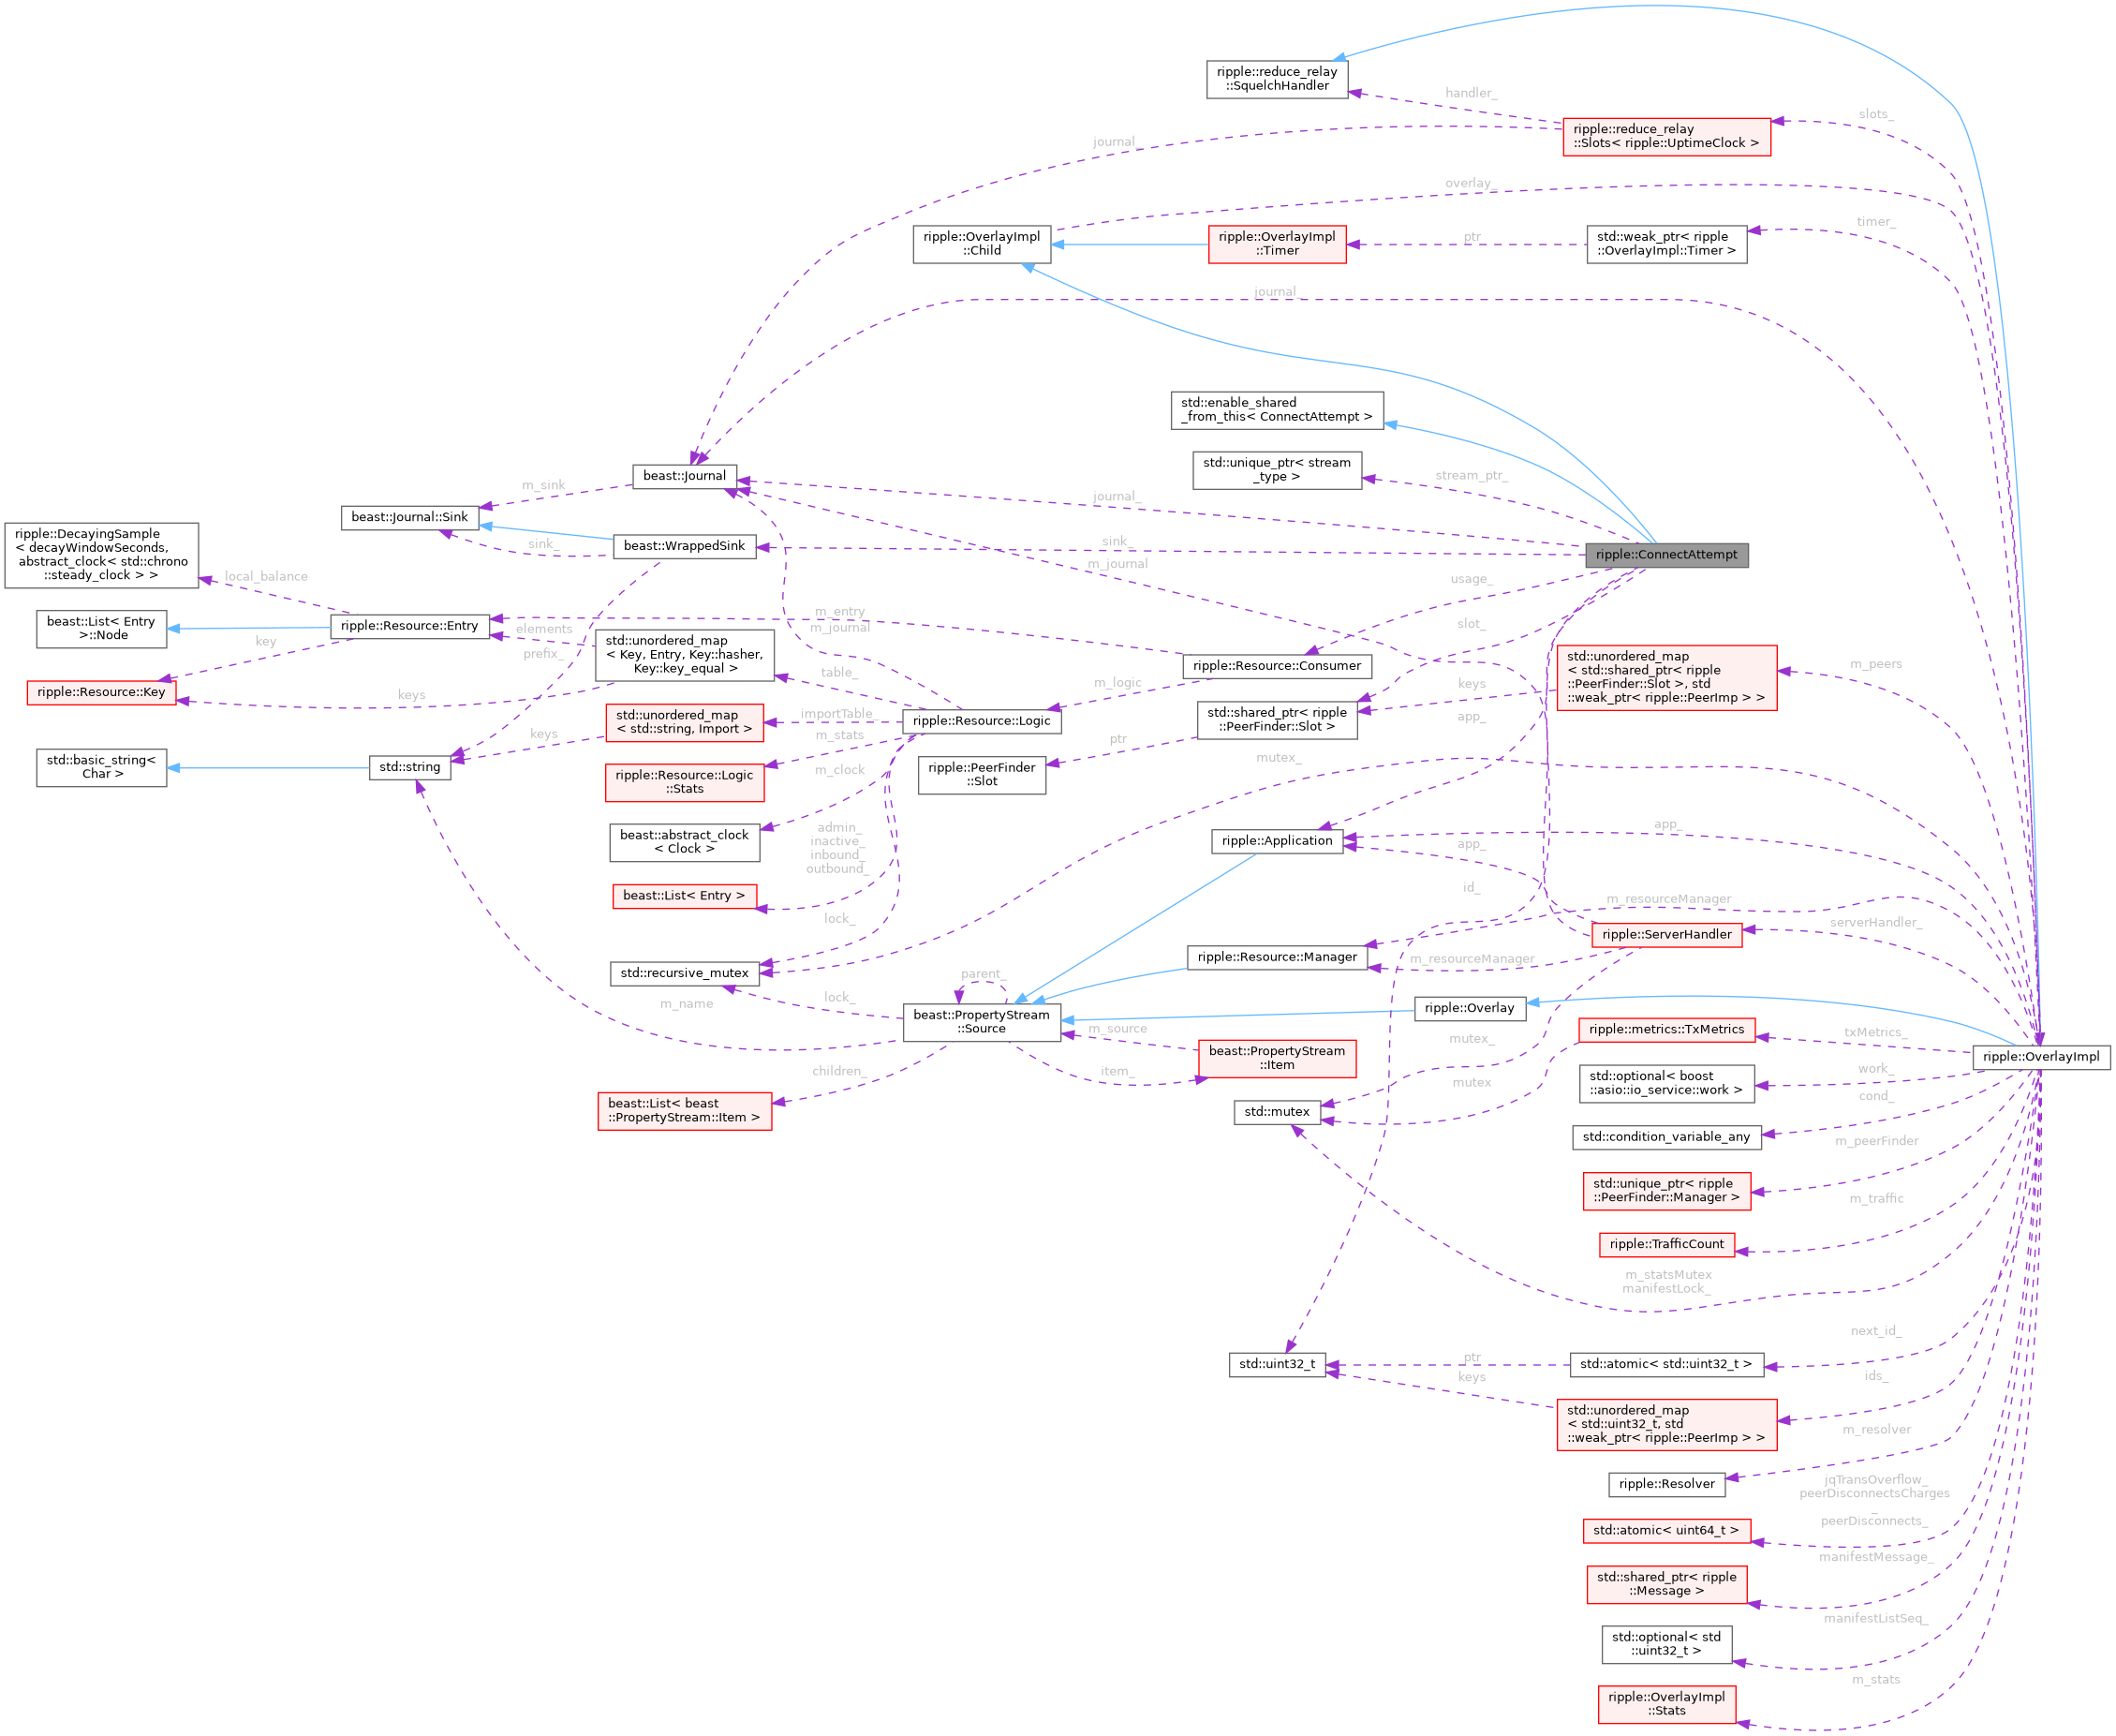 ripple::reduce_relay
::SquelchHandler
handler_
slots_
ripple::reduce_relay
::Slots< ripple::UptimeClock >
journal_
overlay_
timer_
ripple::OverlayImpl
::Child
ripple::OverlayImpl
::Timer
ptr
std::weak_ptr< ripple
::OverlayImpl::Timer >
journal_
std::enable_shared
_from_this< ConnectAttempt >
std::unique_ptr< stream
_type >
stream_ptr_
beast::Journal
m_sink
journal_
beast::Journal::Sink
sink_
beast::WrappedSink
sink_
m_journal
ripple::ConnectAttempt
ripple::DecayingSample
< decayWindowSeconds,
abstract_clock< std::chrono
::steady_clock > >
local_balance
usage_
beast::List< Entry
>::Node
ripple::Resource::Entry
key
elements
prefix_
std::unordered_map
< Key, Entry, Key::hasher,
Key::key_equal >
m_entry
m_journal
slot_
ripple::Resource::Consumer
std::unordered_map
< std::shared_ptr< ripple
::PeerFinder::Slot >, std
::weak_ptr< ripple::PeerImp > >
m_peers
ripple::Resource::Key
keys
table_
m_logic
keys
std::unordered_map
< std::string, Import >
keys
importTable_
m_stats
ripple::Resource::Logic
std::shared_ptr< ripple
::PeerFinder::Slot >
app_
ptr
mutex_
std::basic_string<
Char >
std::string
ripple::Resource::Logic
::Stats
m_clock
ripple::PeerFinder
::Slot
beast::abstract_clock
< Clock >
admin_
inactive_
inbound_
outbound_
ripple::Application
app_
app_
beast::List< Entry >
id_
m_resourceManager
lock_
serverHandler_
ripple::ServerHandler
std::recursive_mutex
ripple::Resource::Manager
m_resourceManager
parent_
m_name
lock_
beast::PropertyStream
::Source
ripple::Overlay
m_source
mutex_
ripple::metrics::TxMetrics
txMetrics_
ripple::OverlayImpl
children_
item_
beast::PropertyStream
::Item
mutex
std::optional< boost
::asio::io_service::work >
work_
cond_
beast::List< beast
::PropertyStream::Item >
std::mutex
std::condition_variable_any
m_peerFinder
std::unique_ptr< ripple
::PeerFinder::Manager >
m_traffic
ripple::TrafficCount
m_statsMutex
manifestLock_
next_id_
std::uint32_t
ptr
keys
std::atomic< std::uint32_t >
ids_
std::unordered_map
< std::uint32_t, std
::weak_ptr< ripple::PeerImp > >
m_resolver
ripple::Resolver
jqTransOverflow_
peerDisconnectsCharges
_
peerDisconnects_
std::atomic< uint64_t >
manifestMessage_
std::shared_ptr< ripple
::Message >
manifestListSeq_
std::optional< std
::uint32_t >
m_stats
ripple::OverlayImpl
::Stats